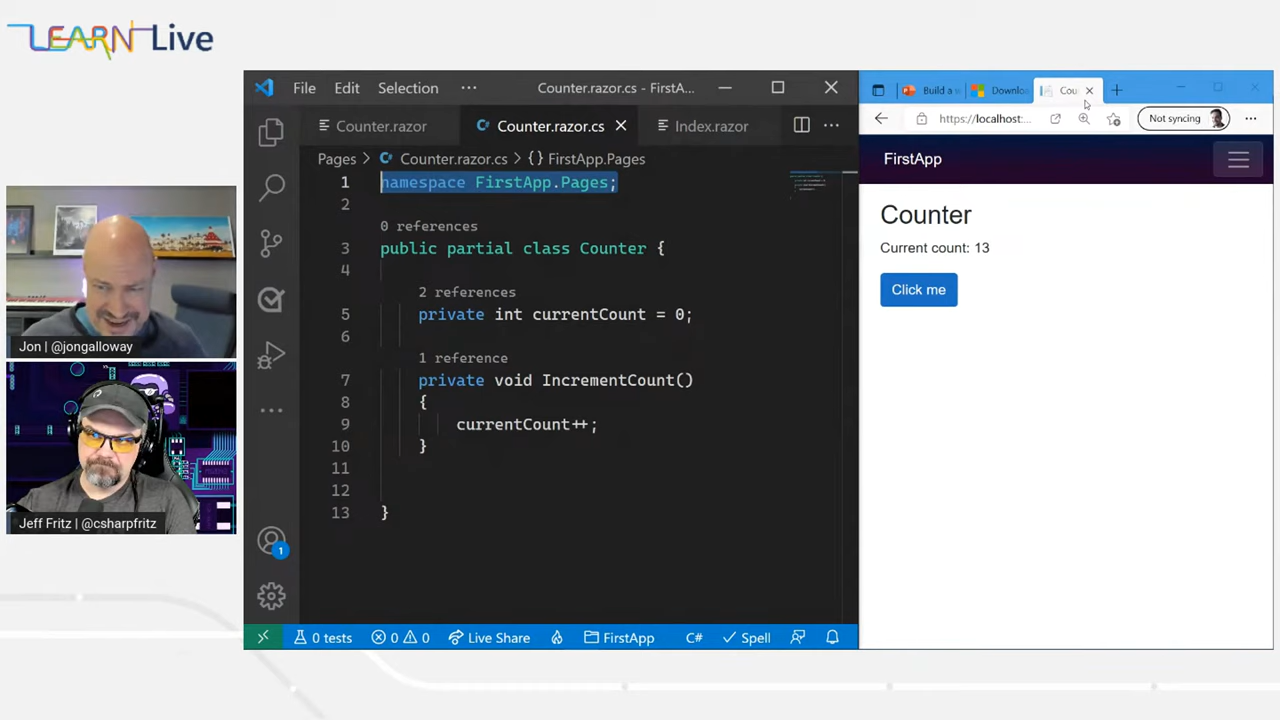 LEARN Live
File Edit Selection ··· Counter.razor.cs - FirstA...
Counter.razor Counter.razor.cs Index.razor ···
Pages > Counter.razor.cs > {} FirstApp.Pages
1 namespace FirstApp.Pages;
2
0 references
3 public partial class Counter {
4
2 references
5 private int currentCount = 0;
6
1 reference
7 private void IncrementCount()
8 {
9 currentCount++;
10 }
11
12
13 }
1
0 tests 0 0 Live Share FirstApp C# Spell
Build a Downloa Cou
https://localhost:... Not syncing ···
FirstApp
Counter
Current count: 13
Click me
Jon | @jongalloway
Jeff Fritz | @csharpfritz